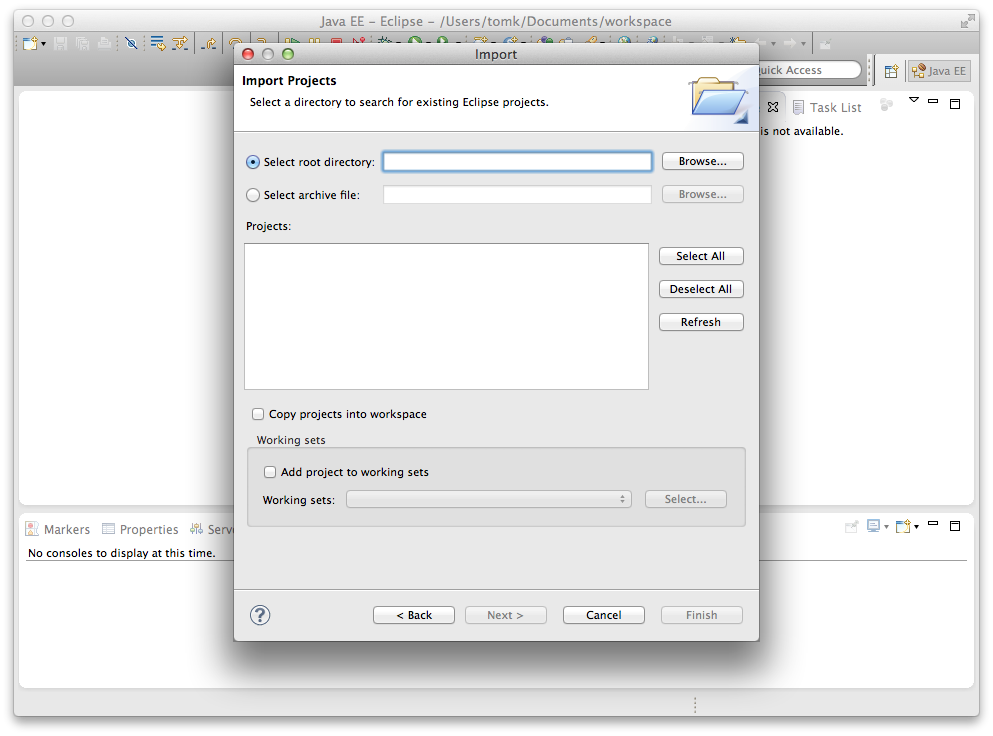 Java EE – Eclipse – /Users/tomk/Documents/workspace
Import
Quick Access
Java EE
Import Projects
Select a directory to search for existing Eclipse projects.
Task List
is not available.
Select root directory:
Browse...
Select archive file:
Browse...
Projects:
Select All
Deselect All
Refresh
Copy projects into workspace
Working sets
Add project to working sets
Working sets:
Select...
Markers
Properties
Serve
No consoles to display at this time.
?
< Back
Next >
Cancel
Finish